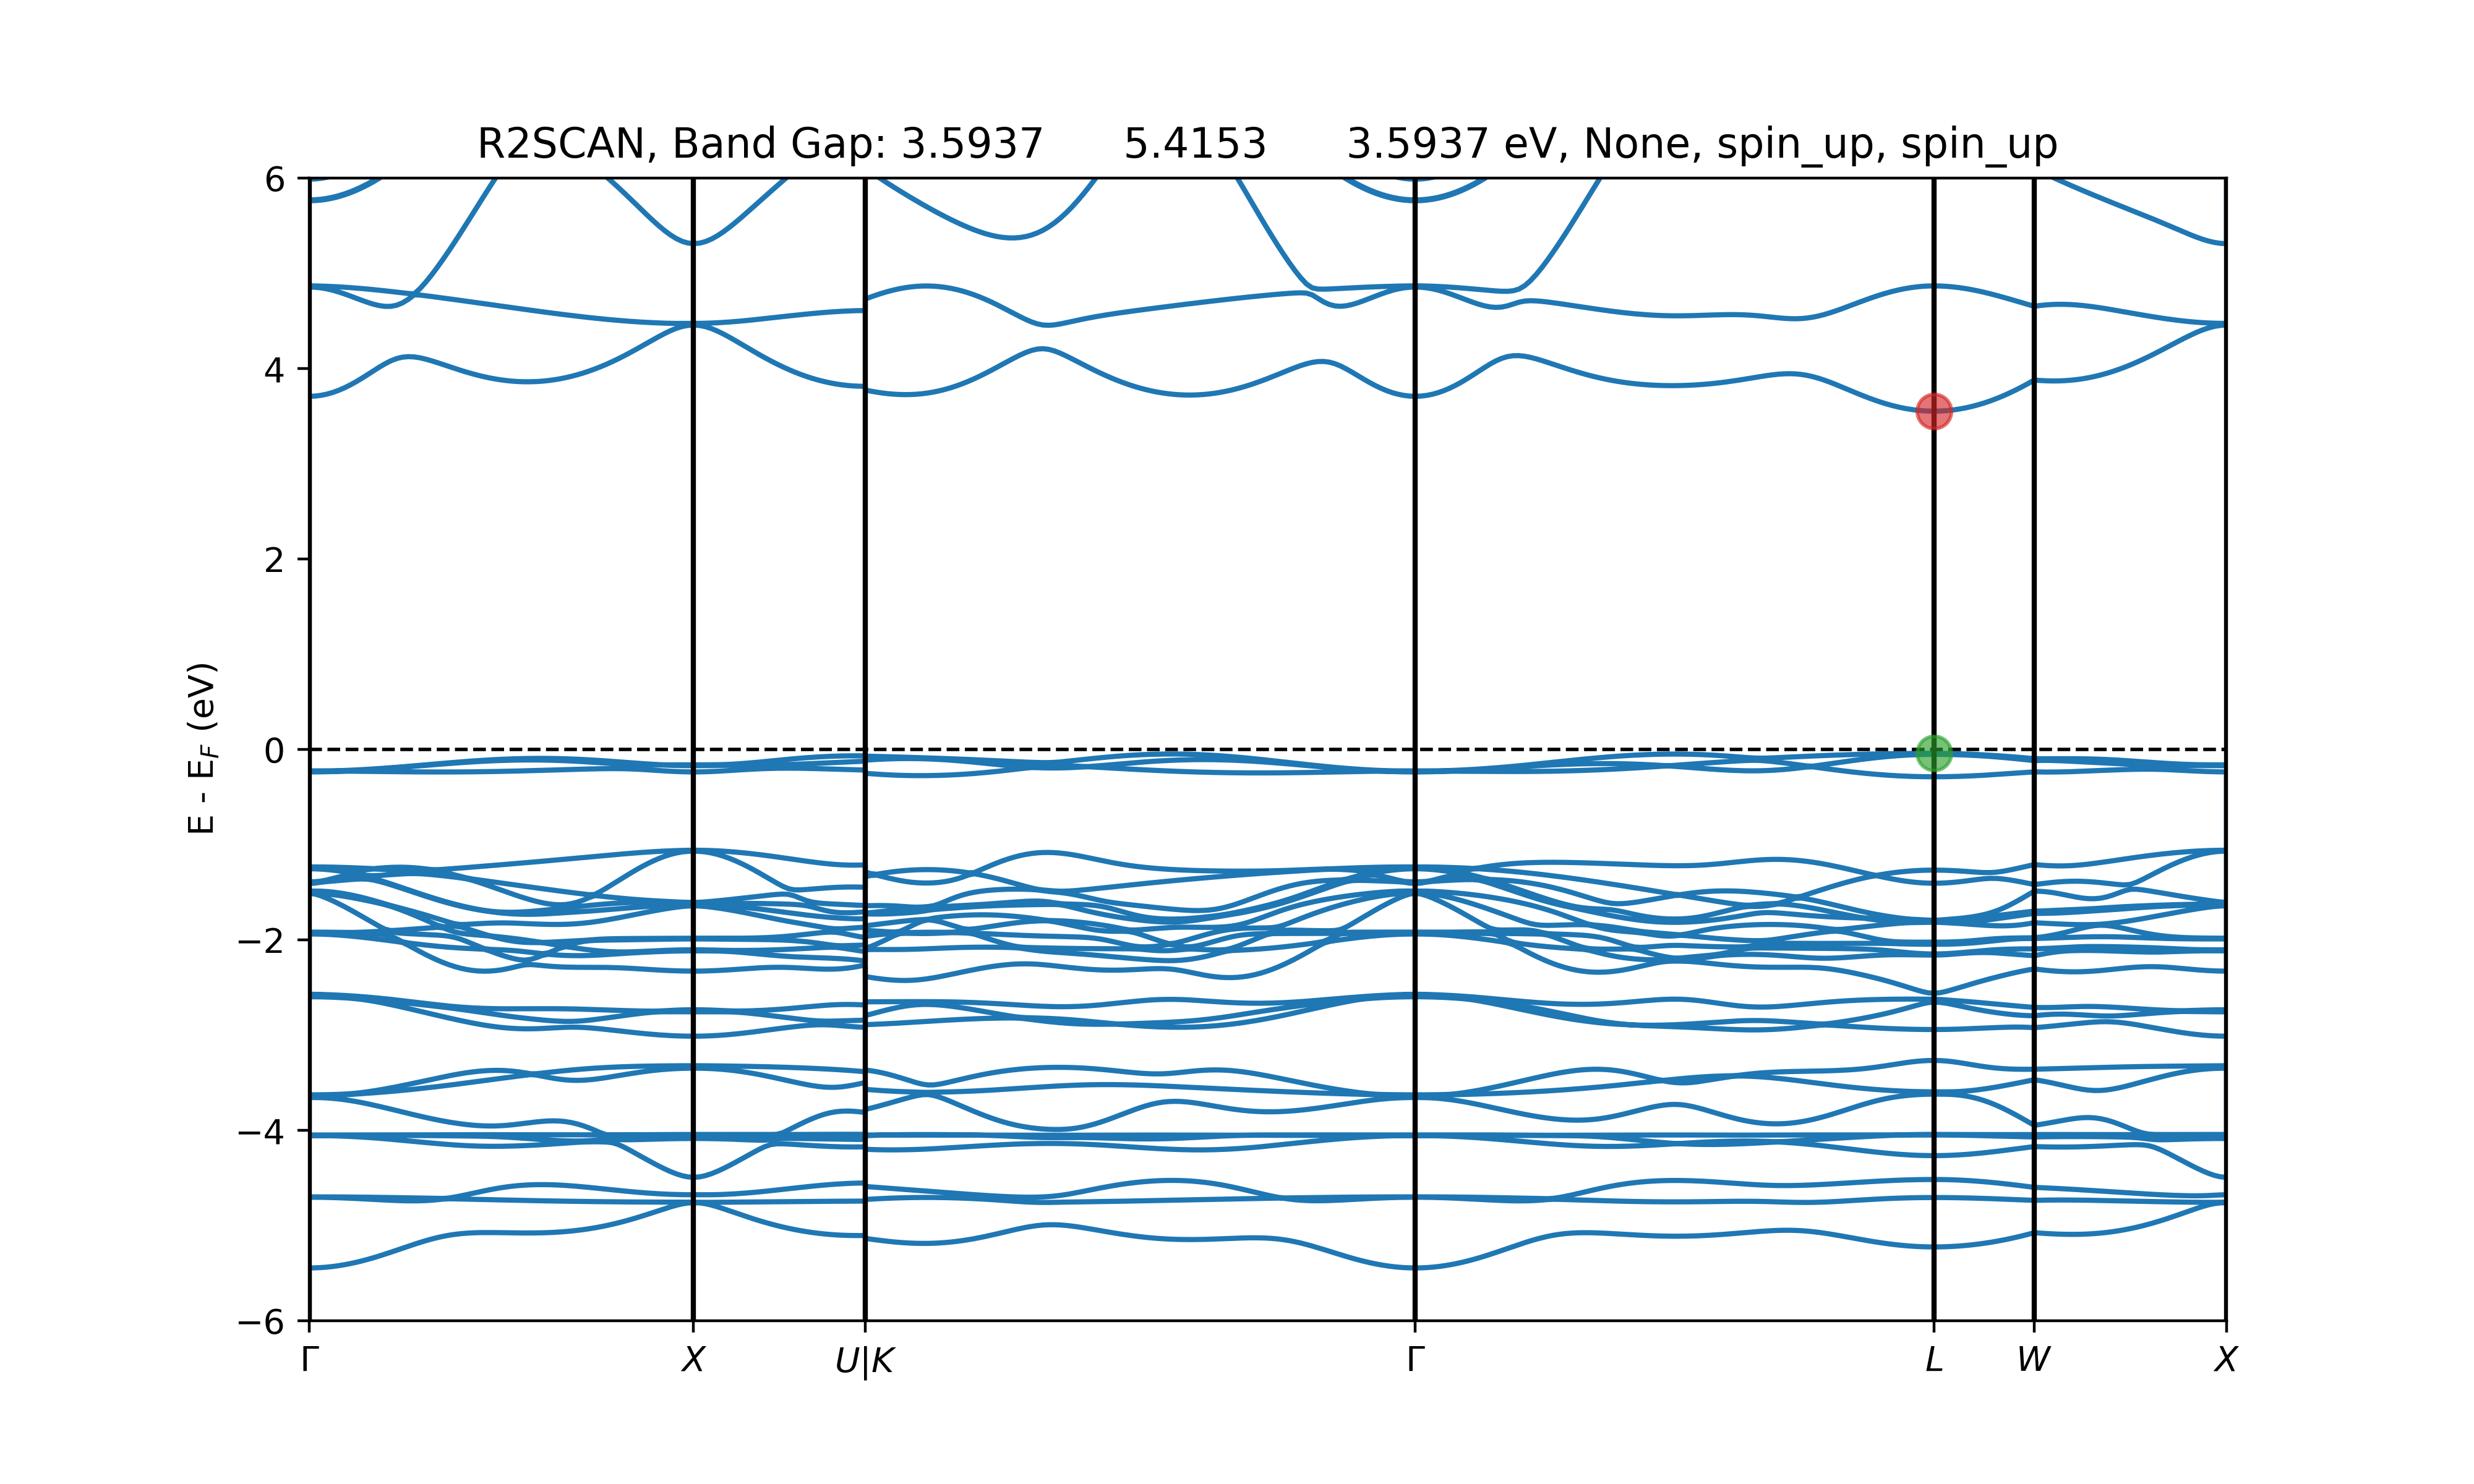 R2SCAN, Band Gap: 3.5937 5.4153 3.5937 eV, None, spin_up, spin_up
6
4
2
0
−2
−4
−6
E - E_F (eV)
Γ X U|K Γ L W X